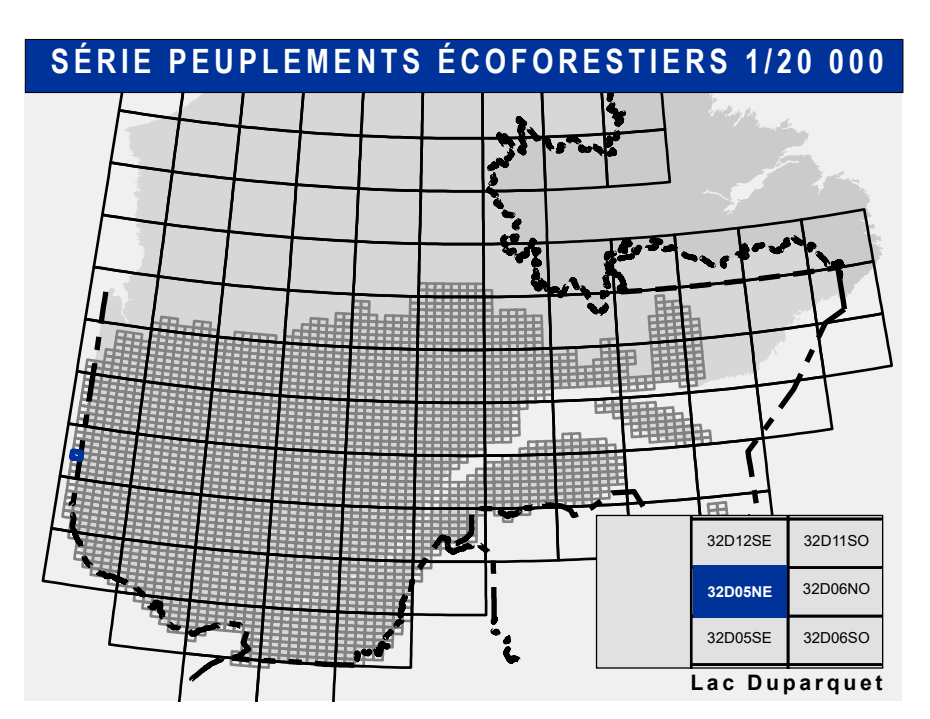 SÉRIE PEUPLEMENTS ÉCOFORESTIERS 1/20 000
32D12SE 32D11SO
32D05NE 32D06NO
32D05SE 32D06SO
Lac Duparquet